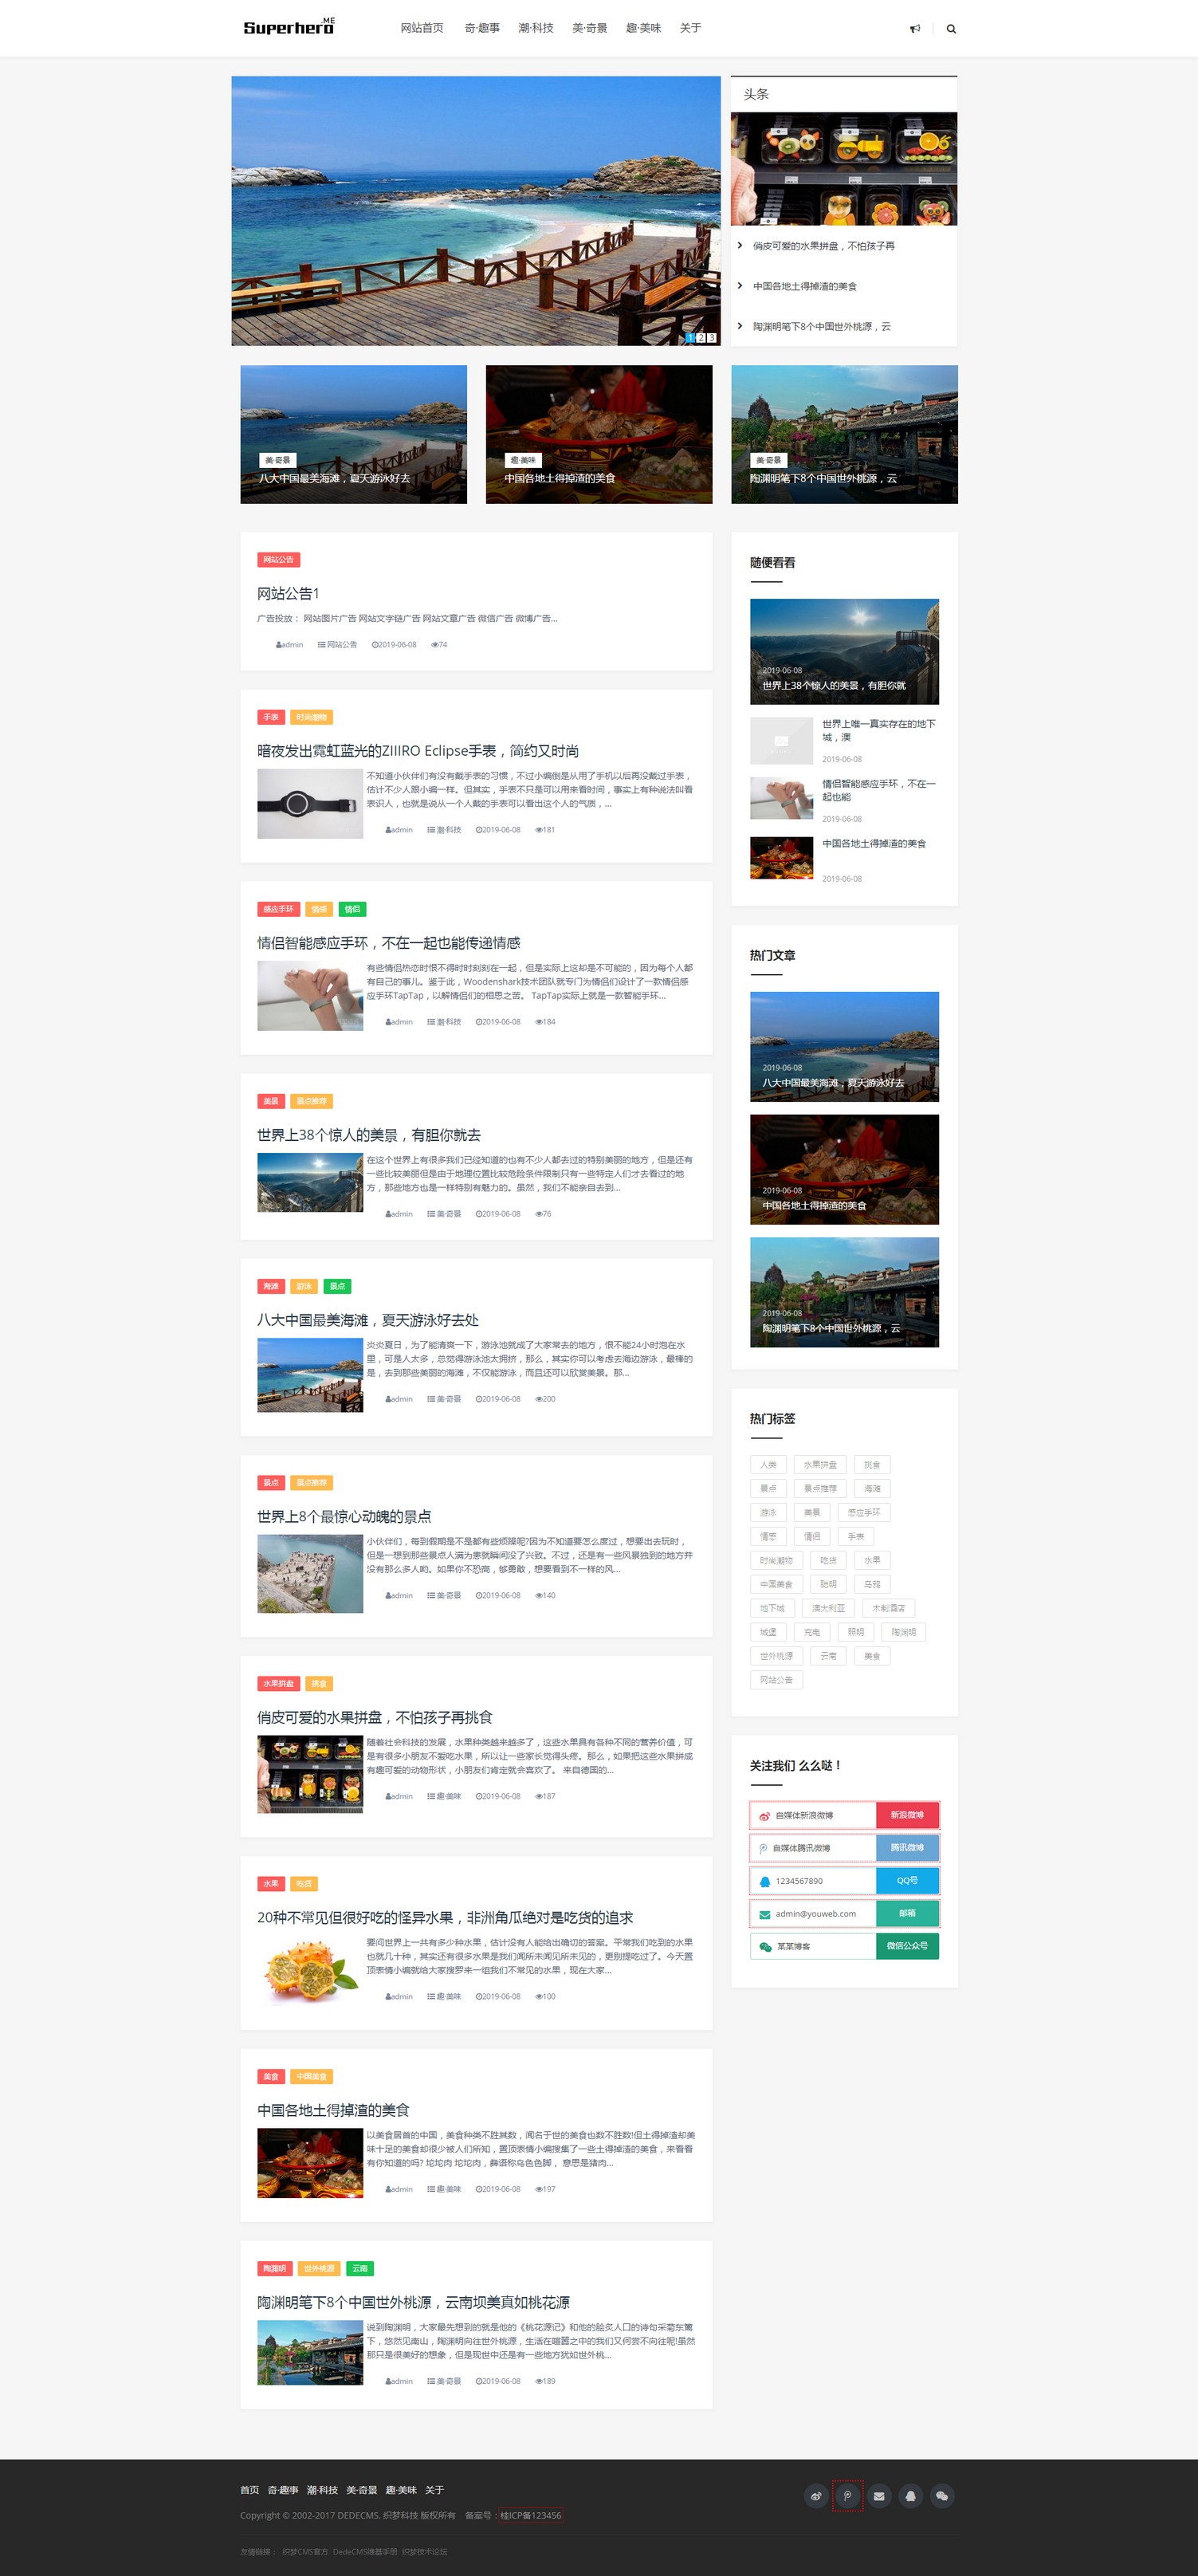 Superhero.ME
网站首页 奇·趣事 潮·科技 美·奇景 趣·美味 关于
头条
俏皮可爱的水果拼盘，不怕孩子再
中国各地土得掉渣的美食
陶渊明笔下8个中国世外桃源，云
1 2 3
美·奇景
八大中国最美海滩，夏天游泳好去
趣·美味
中国各地土得掉渣的美食
美·奇景
陶渊明笔下8个中国世外桃源，云
网站公告
网站公告1
广告投放： 网站图片广告 网站文字链广告 网站文章广告 微信广告 微博广告...
admin 网站公告 2019-06-08 74
手表 时尚潮物
暗夜发出霓虹蓝光的ZIIIRO Eclipse手表，简约又时尚
不知道小伙伴们有没有戴手表的习惯，不过小编倒是从用了手机以后再没戴过手表，
估计不少人跟小编一样。但其实，手表不只是可以用来看时间，事实上有种说法叫看
表识人，也就是说从一个人戴的手表可以看出这个人的气质，...
admin 潮·科技 2019-06-08 181
感应手环 情感 情侣
情侣智能感应手环，不在一起也能传递情感
有些情侣热恋时恨不得时时刻刻在一起，但是实际上这却是不可能的，因为每个人都
有自己的事儿。鉴于此，Woodenshark技术团队就专门为情侣们设计了一款情侣感
应手环TapTap，以解情侣们的相思之苦。 TapTap实际上就是一款智能手环...
admin 潮·科技 2019-06-08 184
美景 景点推荐
世界上38个惊人的美景，有胆你就去
在这个世界上有很多我们已经知道的也有不少人都去过的特别美丽的地方，但是还有
一些比较美丽但是由于地理位置比较危险条件限制只有一些特定人们才去看过的地
方，那些地方也是一样特别有魅力的。虽然，我们不能亲自去到...
admin 美·奇景 2019-06-08 76
海滩 游泳 景点
八大中国最美海滩，夏天游泳好去处
炎炎夏日，为了能清爽一下，游泳池就成了大家常去的地方，恨不能24小时泡在水
里，可是人太多，总觉得游泳池太拥挤，那么，其实你可以考虑去海边游泳，最棒的
是，去到那些美丽的海滩，不仅能游泳，而且还可以欣赏美景。那...
admin 美·奇景 2019-06-08 200
景点 景点推荐
世界上8个最惊心动魄的景点
小伙伴们，每到假期是不是都有些烦躁呢?因为不知道要怎么度过，想要出去玩时，
但是一想到那些景点人满为患就瞬间没了兴致。不过，还是有一些风景独到的地方并
没有那么多人哟。如果你不恐高，够勇敢，想要看到不一样的风...
admin 美·奇景 2019-06-08 140
水果拼盘 挑食
俏皮可爱的水果拼盘，不怕孩子再挑食
随着社会科技的发展，水果种类越来越多了，这些水果具有各种不同的营养价值，可
是有很多小朋友不爱吃水果，所以让一些家长觉得头疼。那么，如果把这些水果拼成
有趣可爱的动物形状，小朋友们肯定就会喜欢了。 来自德国的...
admin 趣·美味 2019-06-08 187
水果 吃货
20种不常见但很好吃的怪异水果，非洲角瓜绝对是吃货的追求
要问世界上一共有多少种水果，估计没有人能给出确切的答案。平常我们吃到的水果
也就几十种，其实还有很多水果是我们闻所未闻见所未见的，更别提吃过了。今天置
顶表情小编就给大家搜罗来一组我们不常见的水果，现在大家...
admin 趣·美味 2019-06-08 100
美食 中国美食
中国各地土得掉渣的美食
以美食居首的中国，美食种类不胜其数，闻名于世的美食也数不胜数!但土得掉渣却美
味十足的美食却很少被人们所知，置顶表情小编搜集了一些土得掉渣的美食，来看看
有你知道的吗? 坨坨肉 坨坨肉，彝语称乌色色脚， 意思是猪肉...
admin 趣·美味 2019-06-08 197
陶渊明 世外桃源 云南
陶渊明笔下8个中国世外桃源，云南坝美真如桃花源
说到陶渊明，大家最先想到的就是他的《桃花源记》和他的脍炙人口的诗句采菊东篱
下，悠然见南山，陶渊明向往世外桃源，生活在喧嚣之中的我们又何尝不向往呢!虽然
那只是很美好的想象，但是现世中还是有一些地方犹如世外桃...
admin 美·奇景 2019-06-08 189
随便看看
2019-06-08
世界上38个惊人的美景，有胆你就
世界上唯一真实存在的地下
城，澳
2019-06-08
情侣智能感应手环，不在一
起也能
2019-06-08
中国各地土得掉渣的美食
2019-06-08
热门文章
2019-06-08
八大中国最美海滩，夏天游泳好去
2019-06-08
中国各地土得掉渣的美食
2019-06-08
陶渊明笔下8个中国世外桃源，云
热门标签
人类 水果拼盘 挑食
景点 景点推荐 海滩
游泳 美景 感应手环
情感 情侣 手表
时尚潮物 吃货 水果
中国美食 聪明 乌鸦
地下城 澳大利亚 木制酒店
城堡 充电 照明 陶渊明
世外桃源 云南 美食
网站公告
关注我们 么么哒！
自媒体新浪微博 新浪微博
自媒体腾讯微博 腾讯微博
1234567890 QQ号
admin@youweb.com 邮箱
某某博客 微信公众号
首页 奇·趣事 潮·科技 美·奇景 趣·美味 关于
Copyright © 2002-2017 DEDECMS. 织梦科技 版权所有 备案号：桂ICP备123456
友情链接： 织梦CMS官方 DedeCMS维基手册 织梦技术论坛